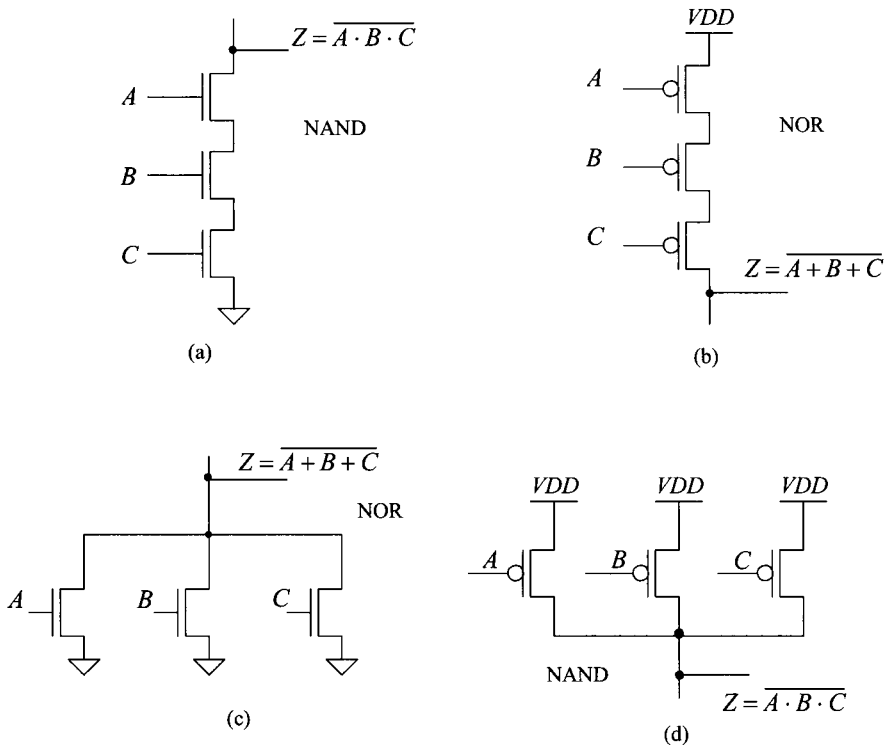 Z = \overline{A · B · C}
A
NAND
B
C
(a)
VDD
A
NOR
B
C
Z = \overline{A + B + C}
(b)
Z = \overline{A + B + C}
NOR
A
B
C
(c)
VDD
VDD
VDD
A
B
C
NAND
Z = \overline{A · B · C}
(d)